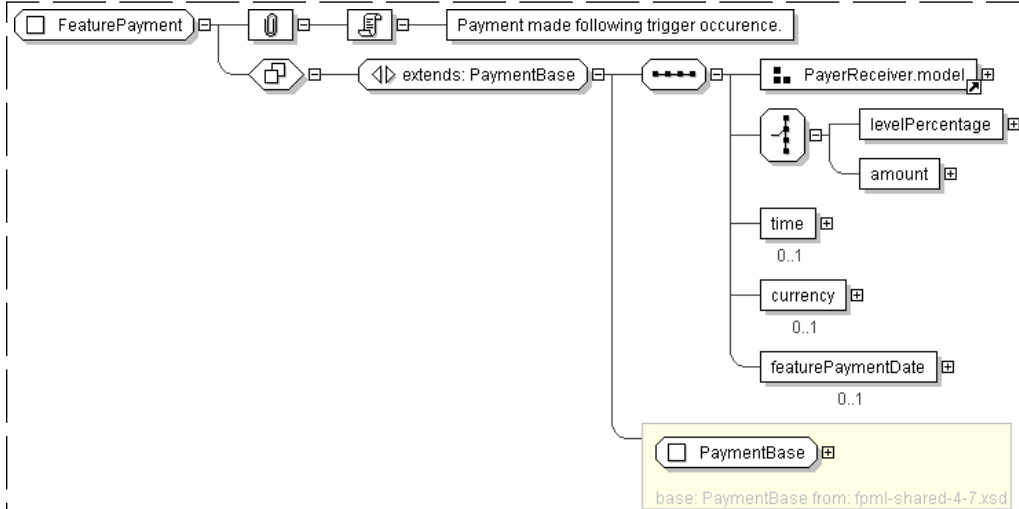 FeaturePayment
Payment made following trigger occurence.
extends: PaymentBase
PayerReceiver.model
levelPercentage
amount
time
0..1
currency
0..1
featurePaymentDate
0..1
PaymentBase
base: PaymentBase from: fpml-shared-4-7.xsd